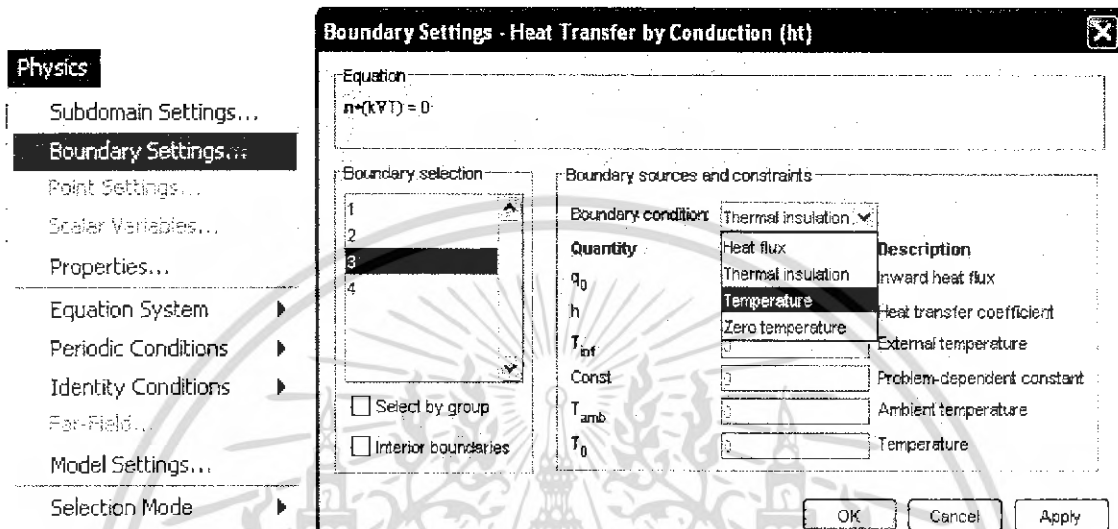 Physics
Subdomain Settings...
Boundary Settings...
Point Settings...
Scalar Variables...
Properties...
Equation System
Periodic Conditions
Identity Conditions
Far-Field...
Model Settings...
Selection Mode
Boundary Settings - Heat Transfer by Conduction (ht)
Equation
n•(k∇T) = 0
Boundary selection
1
2
3
4
Select by group
Interior boundaries
Boundary sources and constraints
Boundary condition: Thermal insulation
Heat flux
Thermal insulation
Temperature
Zero temperature
Quantity Description
q0 Inward heat flux
h Heat transfer coefficient
Tinf 0 External temperature
Const 0 Problem-dependent constant
Tamb 0 Ambient temperature
T0 0 Temperature
OK Cancel Apply